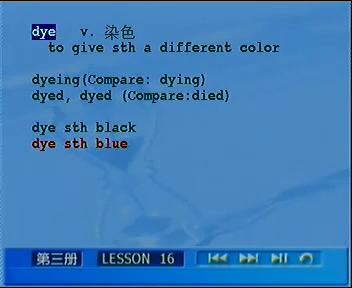 dye v. 染色
to give sth a different color
dyeing(Compare: dying)
dyed, dyed (Compare:died)
dye sth black
dye sth blue
第三册 LESSON 16